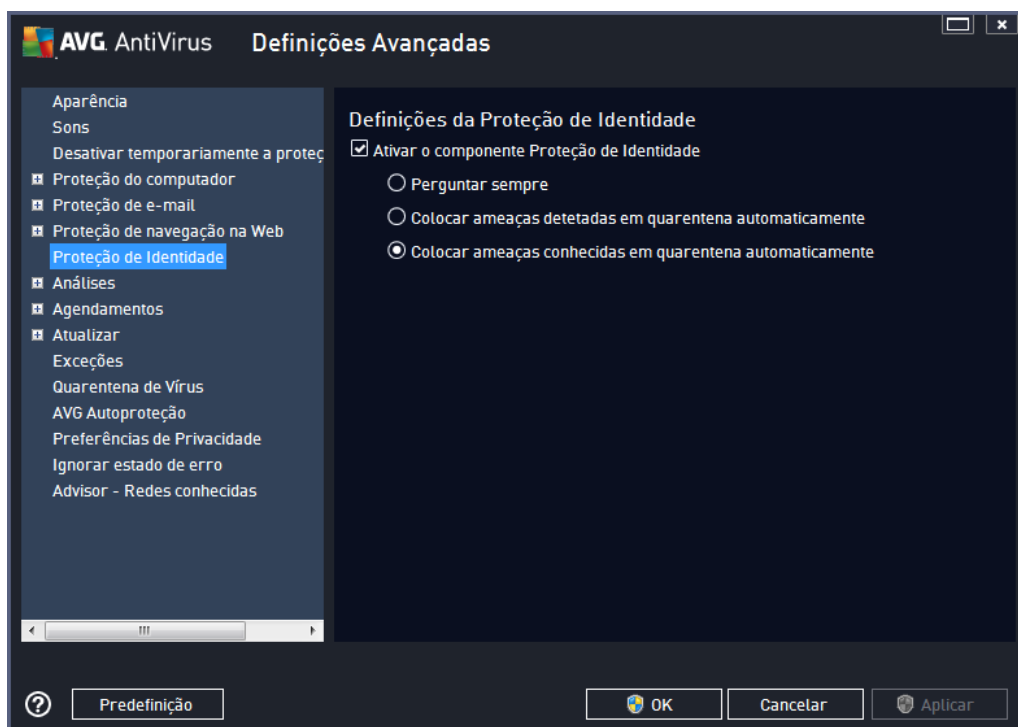 AVG AntiVirus Definições Avançadas
Aparência
Sons
Desativar temporariamente a proteç
Proteção do computador
Proteção de e-mail
Proteção de navegação na Web
Proteção de Identidade
Análises
Agendamentos
Atualizar
Exceções
Quarentena de Vírus
AVG Autoproteção
Preferências de Privacidade
Ignorar estado de erro
Advisor - Redes conhecidas
Definições da Proteção de Identidade
Ativar o componente Proteção de Identidade
Perguntar sempre
Colocar ameaças detetadas em quarentena automaticamente
Colocar ameaças conhecidas em quarentena automaticamente
Predefinição
OK
Cancelar
Aplicar